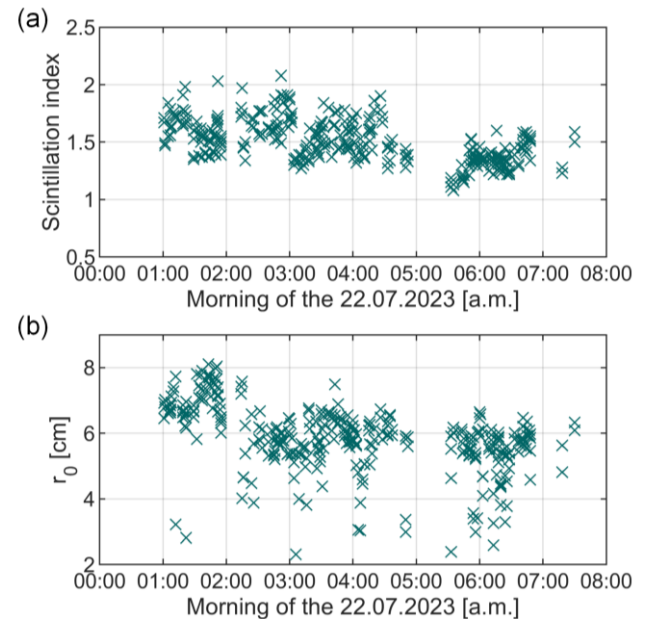 (a)
2.5
2
1.5
1
0.5
Scintillation index
00:00 01:00 02:00 03:00 04:00 05:00 06:00 07:00 08:00
Morning of the 22.07.2023 [a.m.]
(b)
8
6
4
2
r₀ [cm]
00:00 01:00 02:00 03:00 04:00 05:00 06:00 07:00 08:00
Morning of the 22.07.2023 [a.m.]